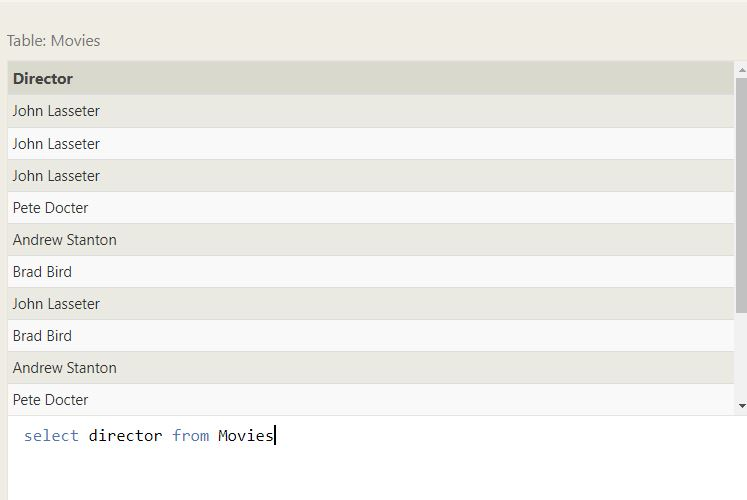 Table: Movies
Director
John Lasseter
John Lasseter
John Lasseter
Pete Docter
Andrew Stanton
Brad Bird
John Lasseter
Brad Bird
Andrew Stanton
Pete Docter
select director from Movies